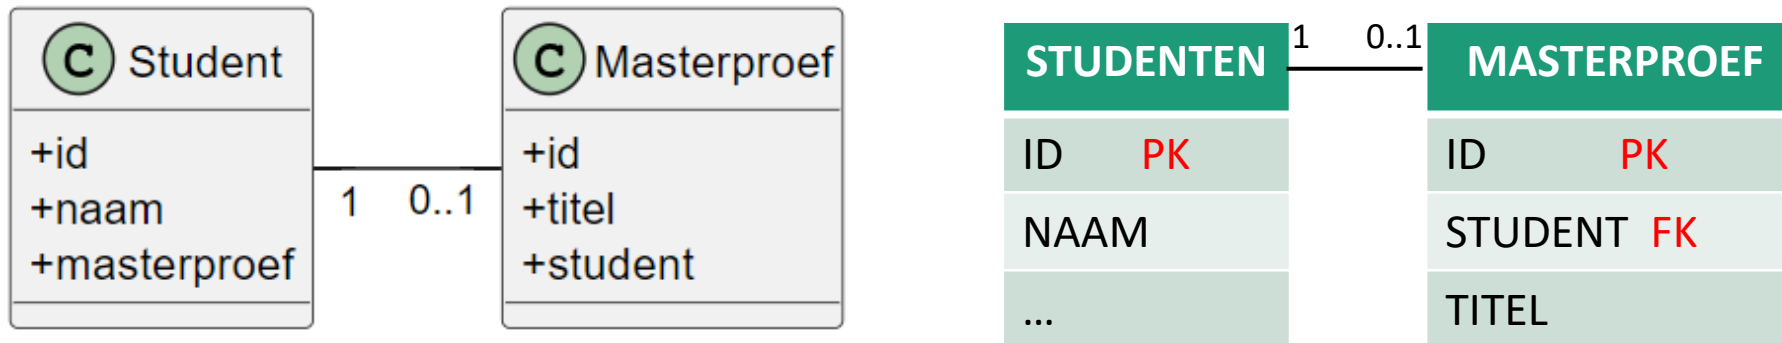 C Student
+id
+naam
+masterproef
1 0..1
C Masterproef
+id
+titel
+student
STUDENTEN
ID PK
NAAM
...
1 0..1
MASTERPROEF
ID PK
STUDENT FK
TITEL